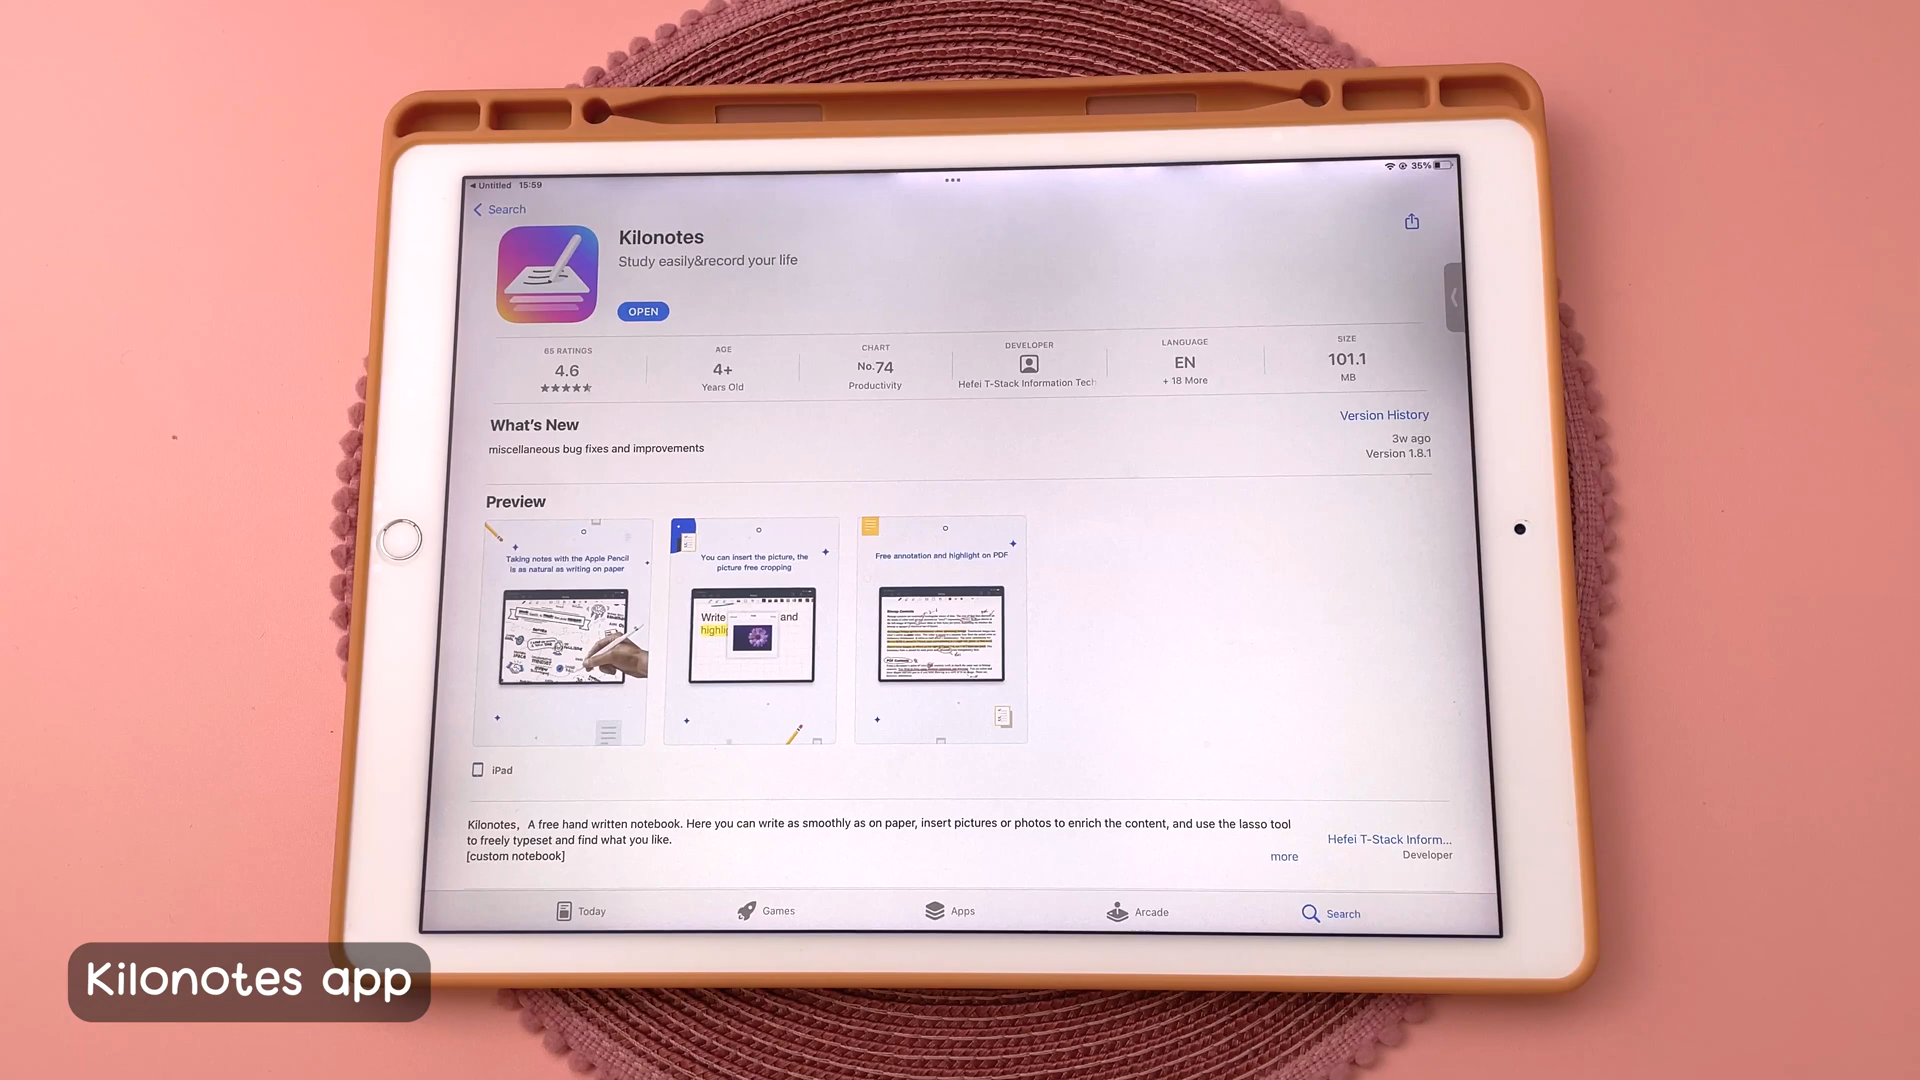 ◀ Untitled 15:59
35%
Search
Kilonotes
Study easily&record your life
OPEN
65 RATINGS
4.6
AGE
4+
Years Old
CHART
No.74
Productivity
DEVELOPER
Hefei T-Stack Information Tech
LANGUAGE
EN
+ 18 More
SIZE
101.1
MB
What's New
Version History
miscellaneous bug fixes and improvements
3w ago
Version 1.8.1
Preview
Taking notes with the Apple Pencil
is as natural as writing on paper
You can insert the picture, the
picture free cropping
Write and
highli
Free annotation and highlight on PDF
iPad
Kilonotes, A free hand written notebook. Here you can write as smoothly as on paper, insert pictures or photos to enrich the content, and use the lasso tool
to freely typeset and find what you like.
[custom notebook]
more
Hefei T-Stack Inform...
Developer
Today
Games
Apps
Arcade
Search
Kilonotes app